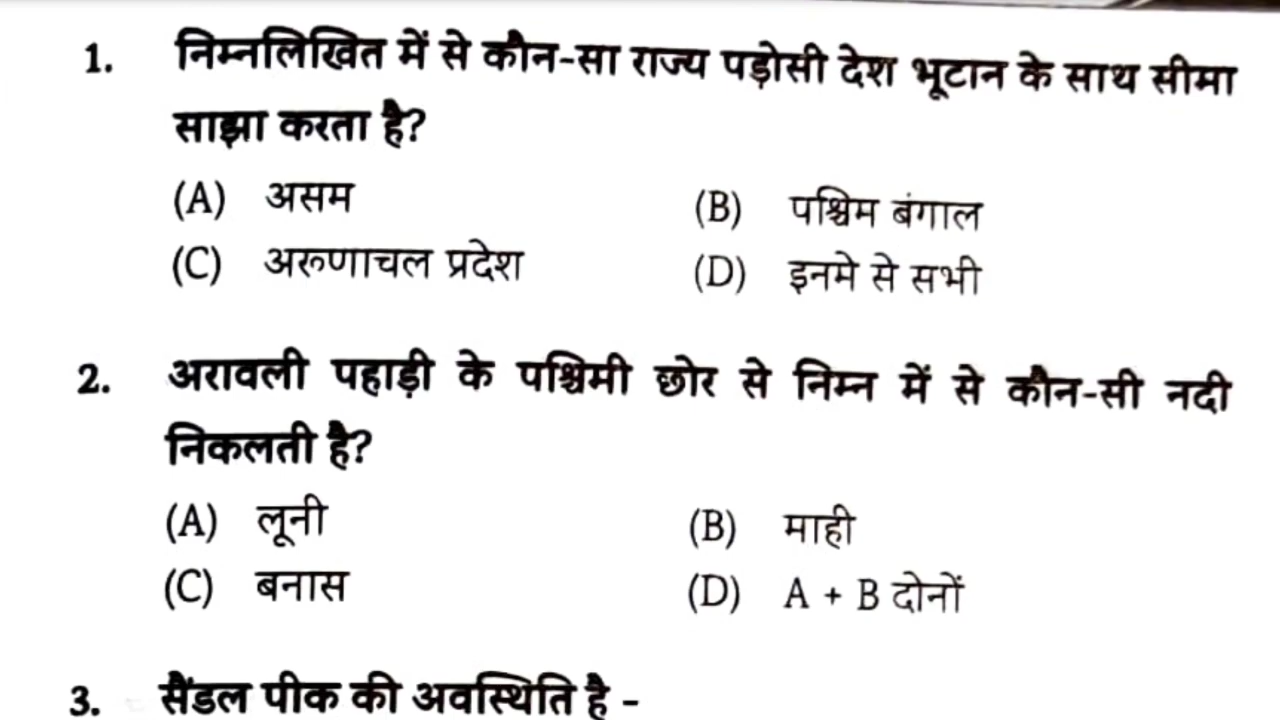 1. निम्नलिखित में से कौन-सा राज्य पड़ोसी देश भूटान के साथ सीमा
साझा करता है?
(A) असम (B) पश्चिम बंगाल
(C) अरूणाचल प्रदेश (D) इनमे से सभी
2. अरावली पहाड़ी के पश्चिमी छोर से निम्न में से कौन-सी नदी
निकलती है?
(A) लूनी (B) माही
(C) बनास (D) A + B दोनों
3. सैंडल पीक की अवस्थिति है -